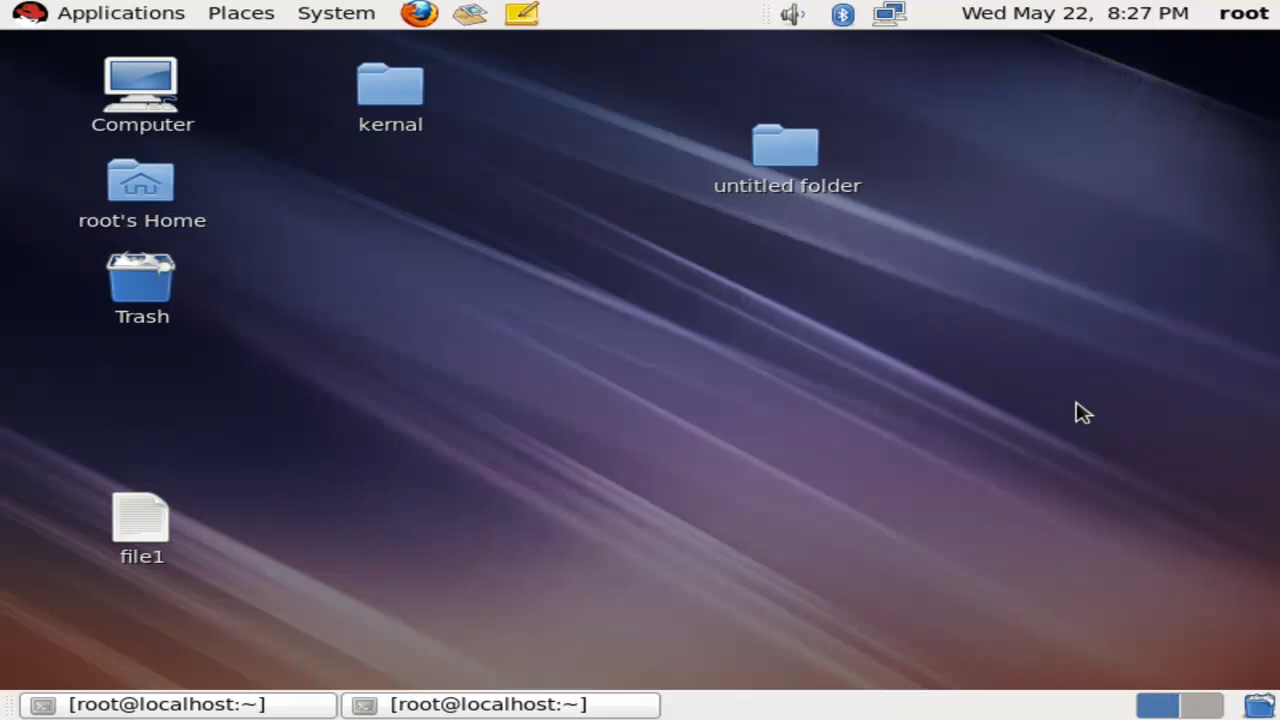 Applications Places System Wed May 22, 8:27 PM root
Computer
kernal
untitled folder
root's Home
Trash
file1
[root@localhost:~] [root@localhost:~]